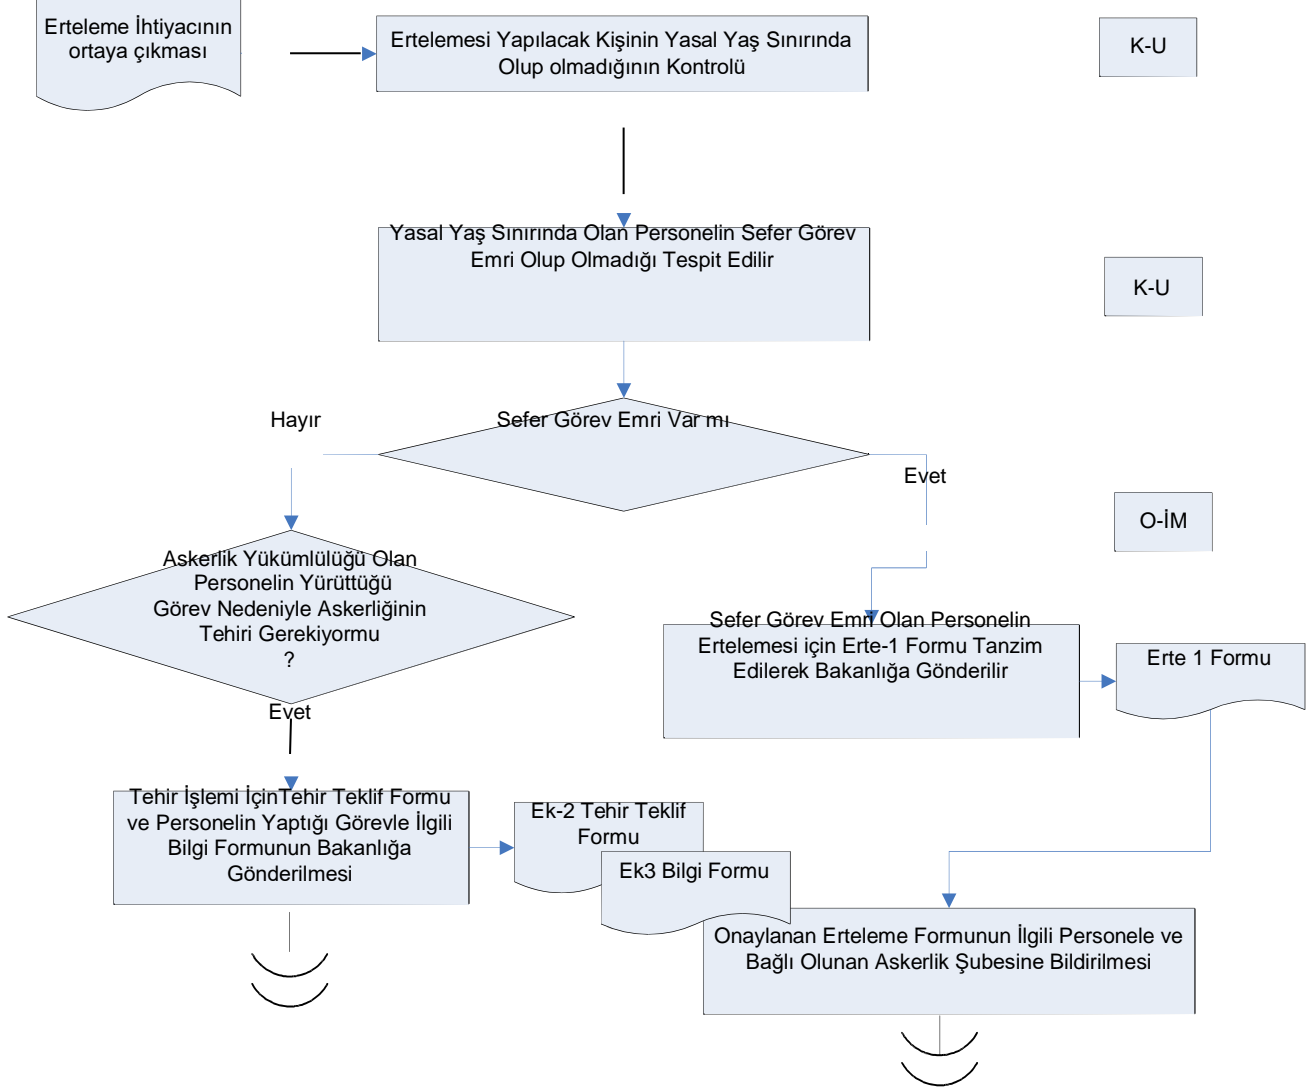 Erteleme İhtiyacının
ortaya çıkması
Ertelemesi Yapılacak Kişinin Yasal Yaş Sınırında
Olup olmadığının Kontrolü
K-U
Yasal Yaş Sınırında Olan Personelin Sefer Görev
Emri Olup Olmadığı Tespit Edilir
K-U
Hayır
Sefer Görev Emri Var mı
Evet
O-İM
Askerlik Yükümlülüğü Olan
Personelin Yürüttüğü
Görev Nedeniyle Askerliğinin
Tehiri Gerekiyormu
?
Evet
Sefer Görev Emri Olan Personelin
Ertelemesi için Erte-1 Formu Tanzim
Edilerek Bakanlığa Gönderilir
Erte 1 Formu
Tehir İşlemi İçinTehir Teklif Formu
ve Personelin Yaptığı Görevle İlgili
Bilgi Formunun Bakanlığa
Gönderilmesi
Ek-2 Tehir Teklif
Formu
Ek3 Bilgi Formu
Onaylanan Erteleme Formunun İlgili Personele ve
Bağlı Olunan Askerlik Şubesine Bildirilmesi